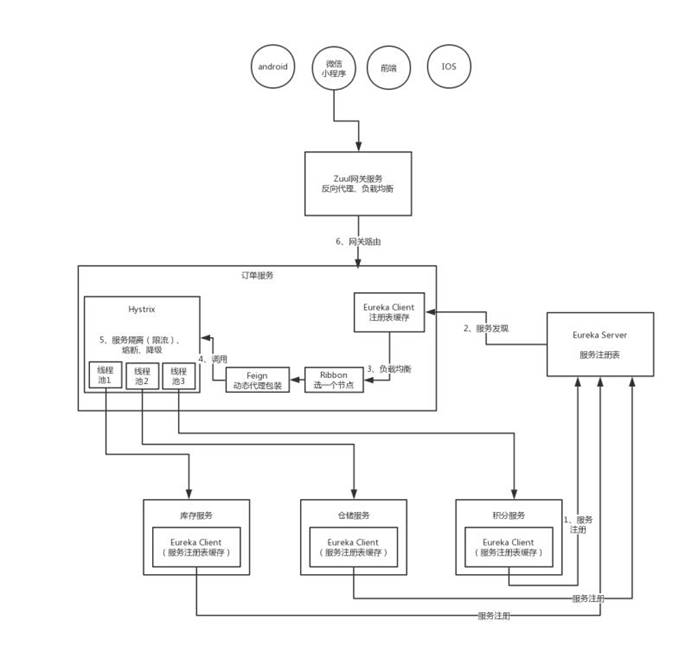 android
微信
小程序
前端
IOS
Zuul网关服务
反向代理、负载均衡
6、网关路由
订单服务
Hystrix
5、服务隔离（限流）、
熔断、降级
线程
池1
线程
池2
线程
池3
4、调用
Feign
动态代理包装
Ribbon
选一个节点
3、负载均衡
Eureka Client
注册表缓存
2、服务发现
Eureka Server
服务注册表
库存服务
Eureka Client
（服务注册表缓存）
仓储服务
Eureka Client
（服务注册表缓存）
积分服务
Eureka Client
（服务注册表缓存）
1、服务
注册
服务注册
服务注册